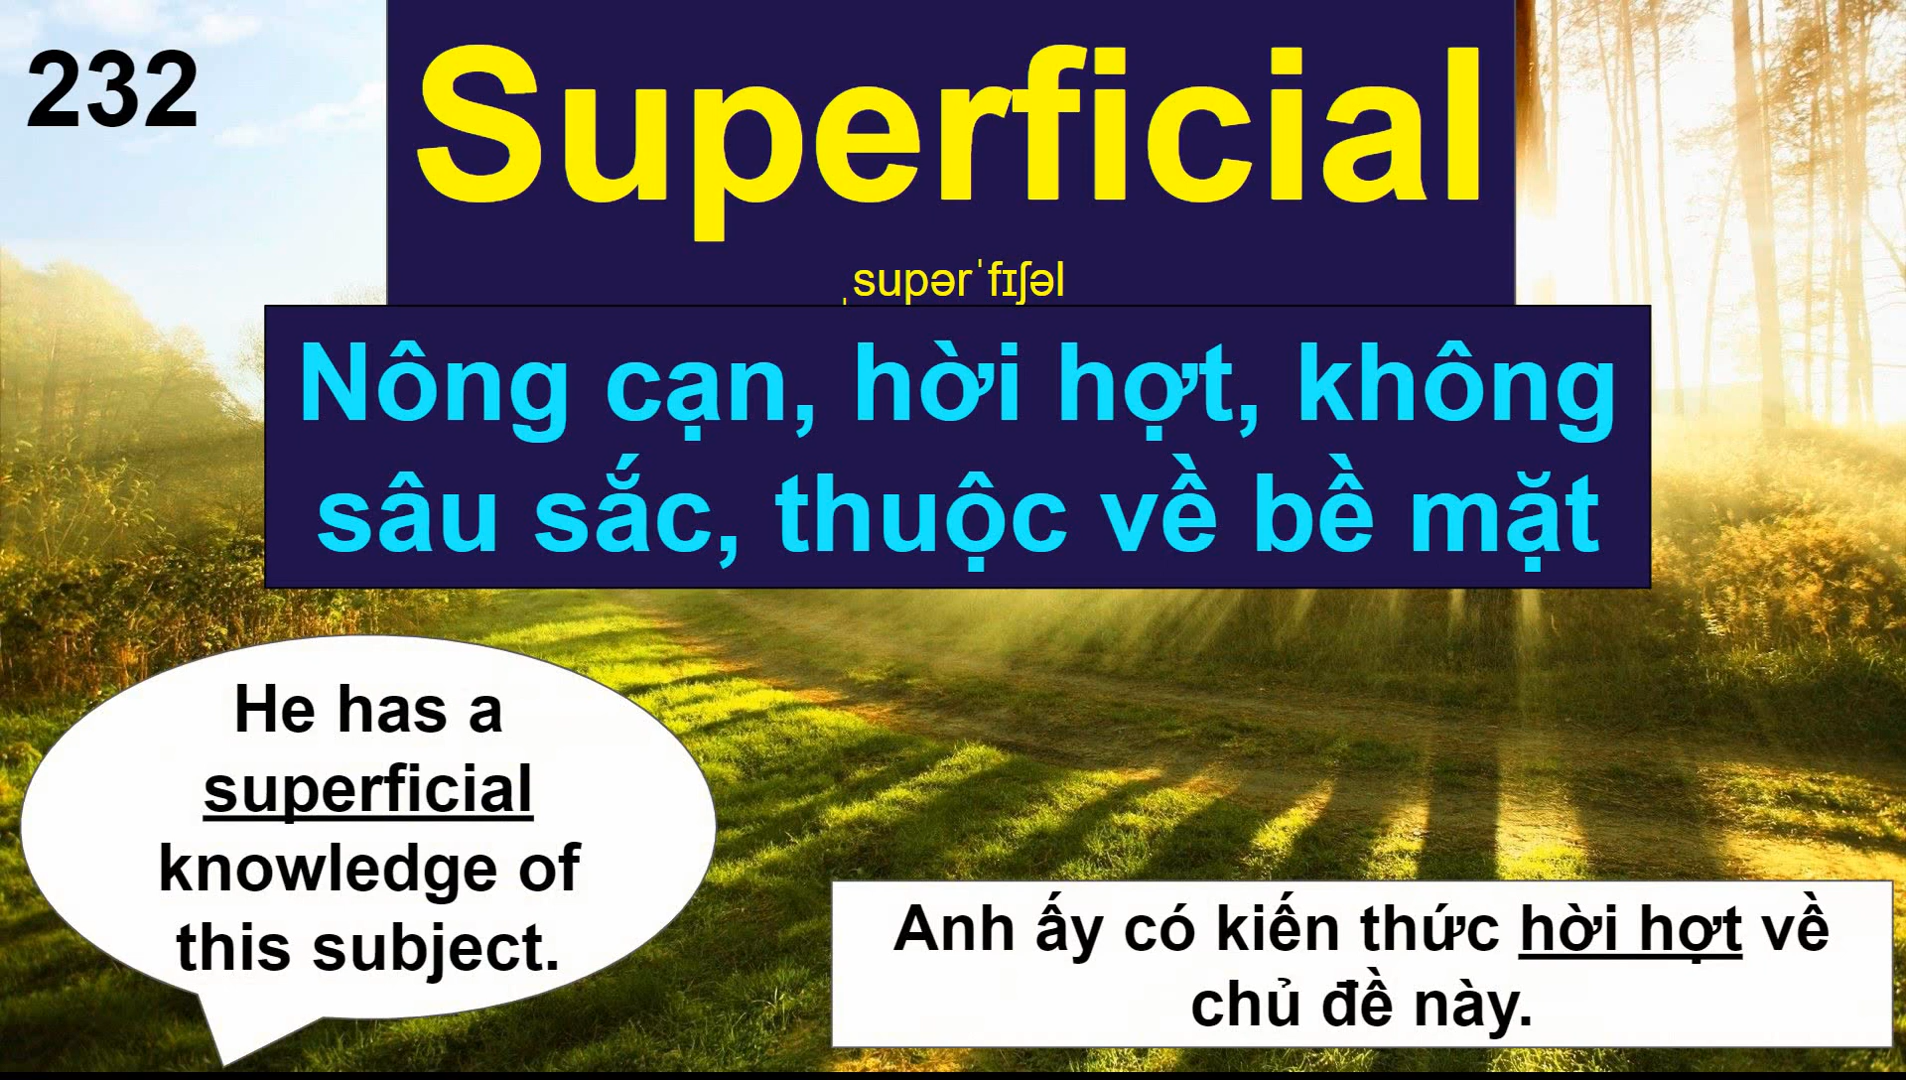 232
Superficial
ˌsupərˈfɪʃəl
Nông cạn, hời hợt, không
sâu sắc, thuộc về bề mặt
He has a
superficial
knowledge of
this subject.
Anh ấy có kiến thức hời hợt về
chủ đề này.